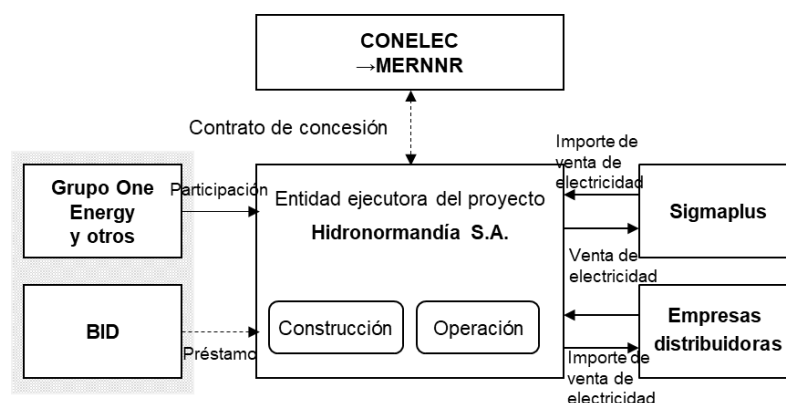 CONELEC
→MERNNR
Contrato de concesión
Grupo One
Energy
y otros
Participación
Entidad ejecutora del proyecto
Hidronormandía S.A.
Importe de
venta de
electricidad
Sigmaplus
Venta de
electricidad
BID
Préstamo
Construcción
Operación
Empresas
distribuidoras
Importe de
venta de
electricidad